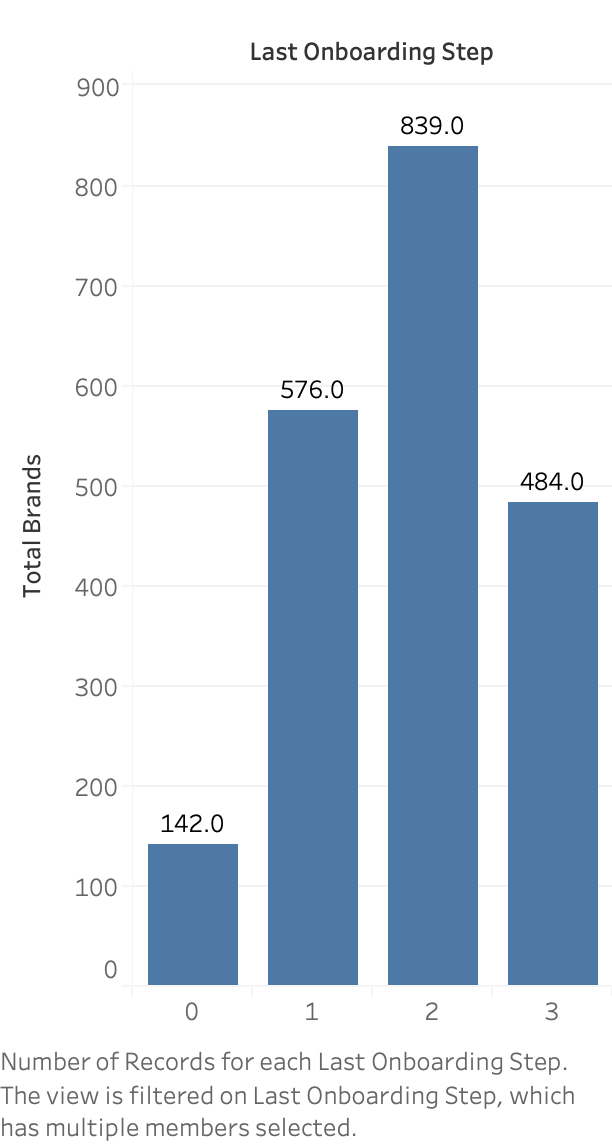 Last Onboarding Step
900
839.0
800
700
600
576.0
500
484.0
Total Brands
400
300
200
142.0
100
0
0 1 2 3
Number of Records for each Last Onboarding Step.
The view is filtered on Last Onboarding Step, which
has multiple members selected.